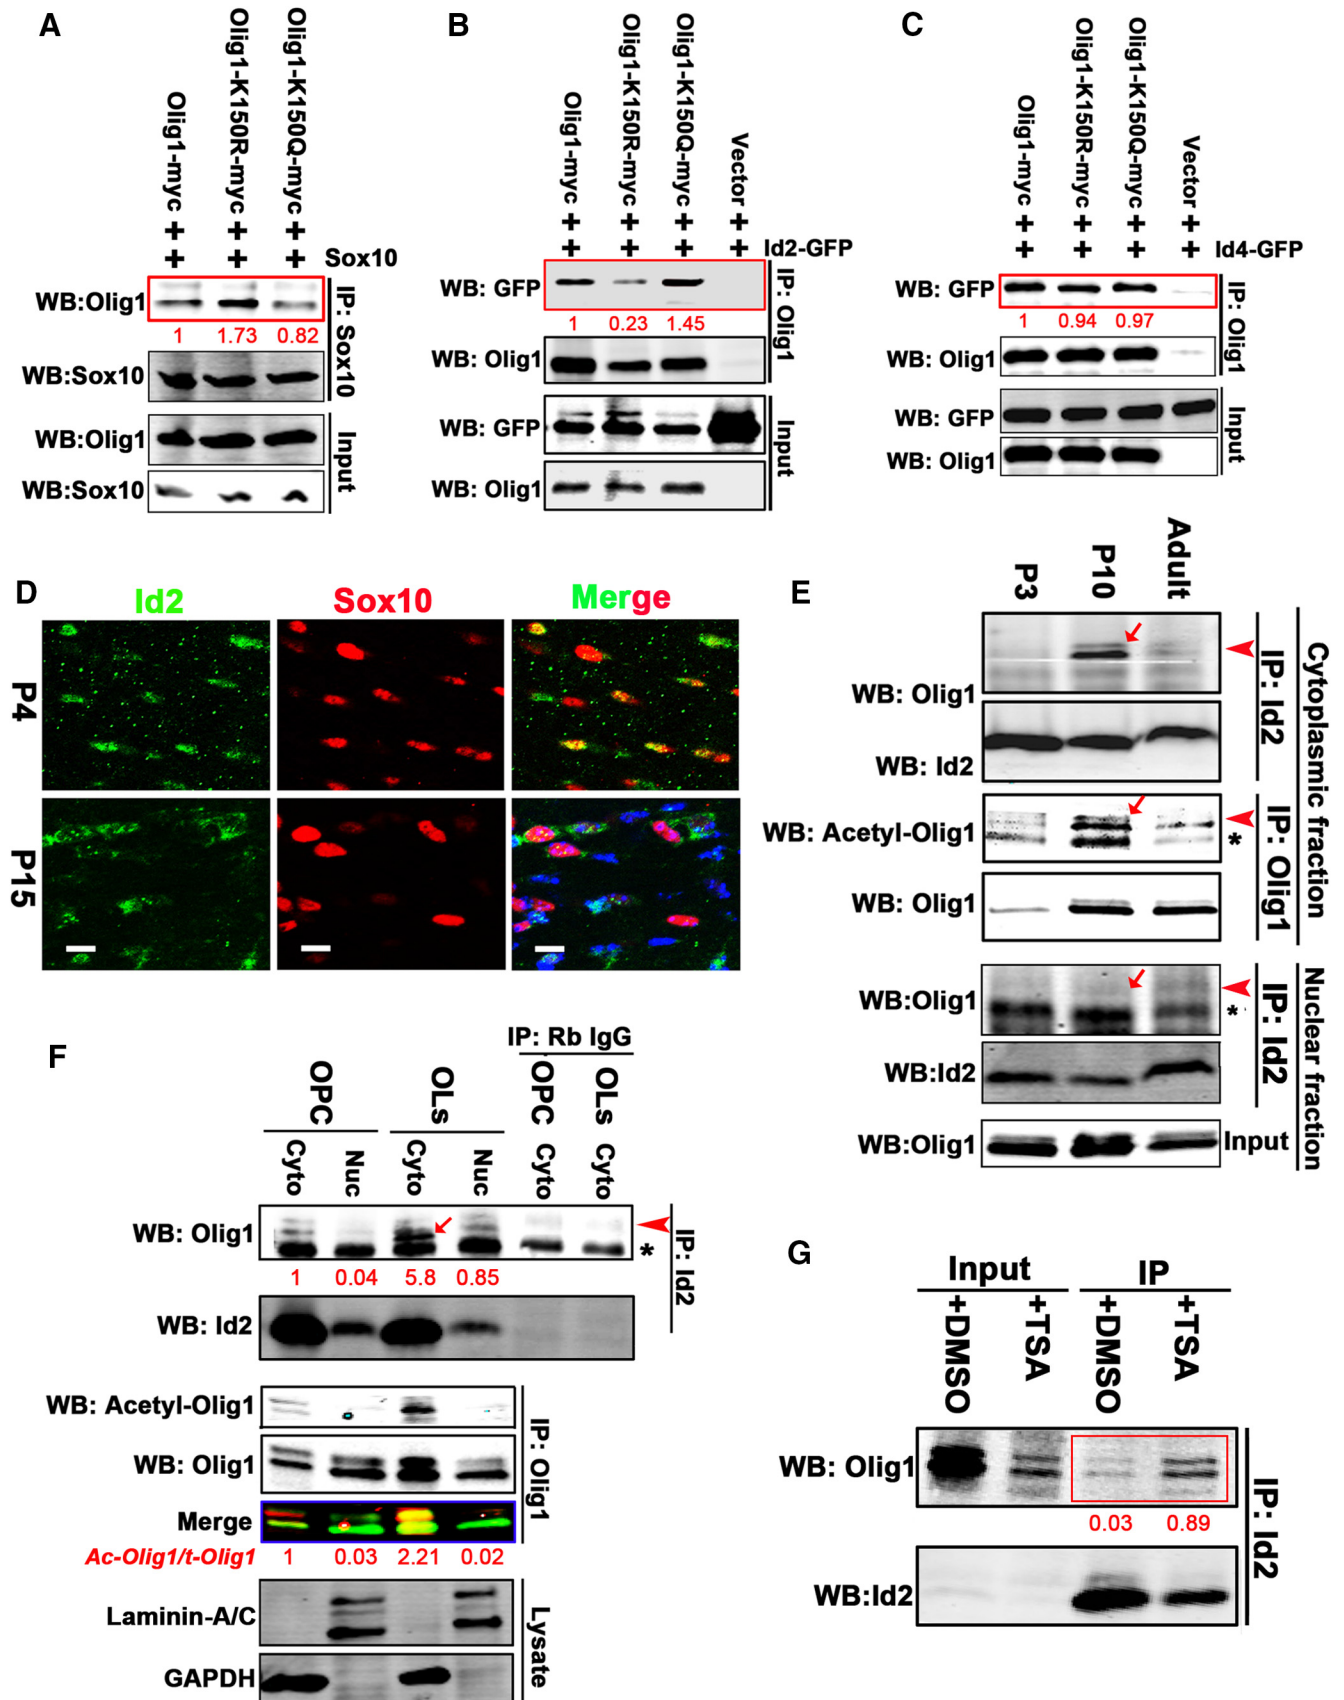 A
Olig1-myc
Olig1-K150R-myc
Olig1-K150Q-myc
+ + +
+ + + Sox10
WB:Olig1
1 1.73 0.82
WB:Sox10
IP: Sox10
WB:Olig1
WB:Sox10
Input
B
Olig1-myc
Olig1-K150R-myc
Olig1-K150Q-myc
Vector
+ + + +
+ + + + Id2-GFP
WB: GFP
1 0.23 1.45
WB: Olig1
IP: Olig1
WB: GFP
WB: Olig1
Input
C
Olig1-myc
Olig1-K150R-myc
Olig1-K150Q-myc
Vector
+ + + +
+ + + + Id4-GFP
WB: GFP
1 0.94 0.97
WB: Olig1
IP: Olig1
WB: GFP
WB: Olig1
Input
D
Id2 Sox10 Merge
P4
P15
E
P3
P10
Adult
WB: Olig1
WB: Id2
IP: Id2
WB: Acetyl-Olig1
*
WB: Olig1
IP: Olig1
Cytoplasmic fraction
WB:Olig1
*
WB:Id2
IP: Id2
WB:Olig1 Input
Nuclear fraction
F
IP: Rb IgG
OPC
OLs
OPC
OLs
Cyto
Nuc
Cyto
Nuc
Cyto
Cyto
WB: Olig1
*
1 0.04 5.8 0.85
WB: Id2
IP: Id2
WB: Acetyl-Olig1
WB: Olig1
Merge
IP: Olig1
Ac-Olig1/t-Olig1 1 0.03 2.21 0.02
Laminin-A/C
GAPDH
Lysate
G
Input IP
+DMSO
+TSA
+DMSO
+TSA
WB: Olig1
0.03 0.89
WB:Id2
IP: Id2